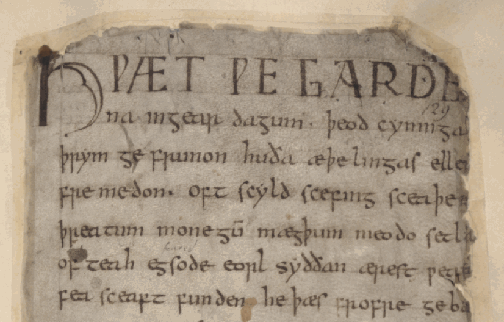 HǷÆT ǷE GARDE
129
na ingear dagum. þeod cyninga
þrym ge frunon huða æþelingas elle
fremedon. oft scyld scefing sceaþe
þreatum monegū mægþum meodo setla
of teah egsode eorl syððan ærest ƿear
fea sceaft funden he þæs frofre geba